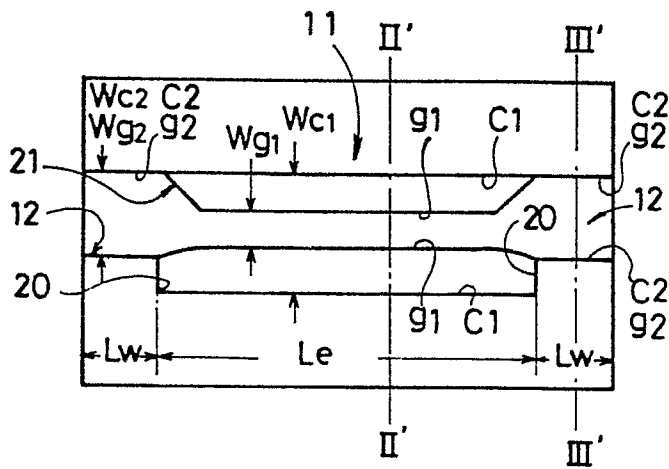 11 II' III'
Wc2 C2 Wc1 g1 C1 C2
Wg2 g2 Wg1 g2
21
12 20 12
20 g1 C1 C2
g2
Lw Le Lw
II' III'